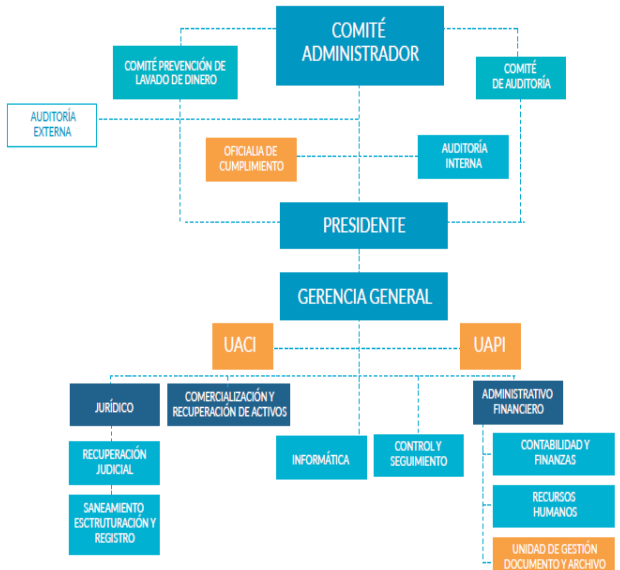 COMITÉ
ADMINISTRADOR
COMITÉ PREVENCIÓN DE
LAVADO DE DINERO
COMITÉ
DE AUDITORÍA
AUDITORÍA
EXTERNA
OFICIALIA DE
CUMPLIMIENTO
AUDITORÍA
INTERNA
PRESIDENTE
GERENCIA GENERAL
UACI
UAPI
JURÍDICO
COMERCIALIZACIÓN Y
RECUPERACIÓN DE ACTIVOS
ADMINISTRATIVO
FINANCIERO
RECUPERACIÓN
JUDICIAL
INFORMÁTICA
CONTROL Y
SEGUIMIENTO
CONTABILIDAD Y
FINANZAS
SANEAMIENTO
ESCTRUTURACIÓN Y
REGISTRO
RECURSOS
HUMANOS
UNIDAD DE GESTIÓN
DOCUMENTO Y ARCHIVO